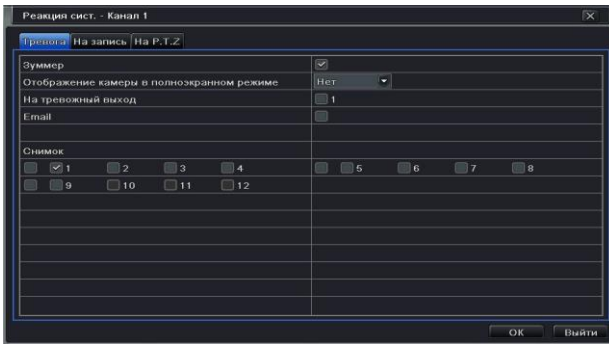 Реакция сист. - Канал 1
Тревога На запись На P.T.Z
Зуммер
Отображение камеры в полноэкранном режиме Нет
На тревожный выход 1
Email
Снимок
1 2 3 4 5 6 7 8
9 10 11 12
ОК Выйти